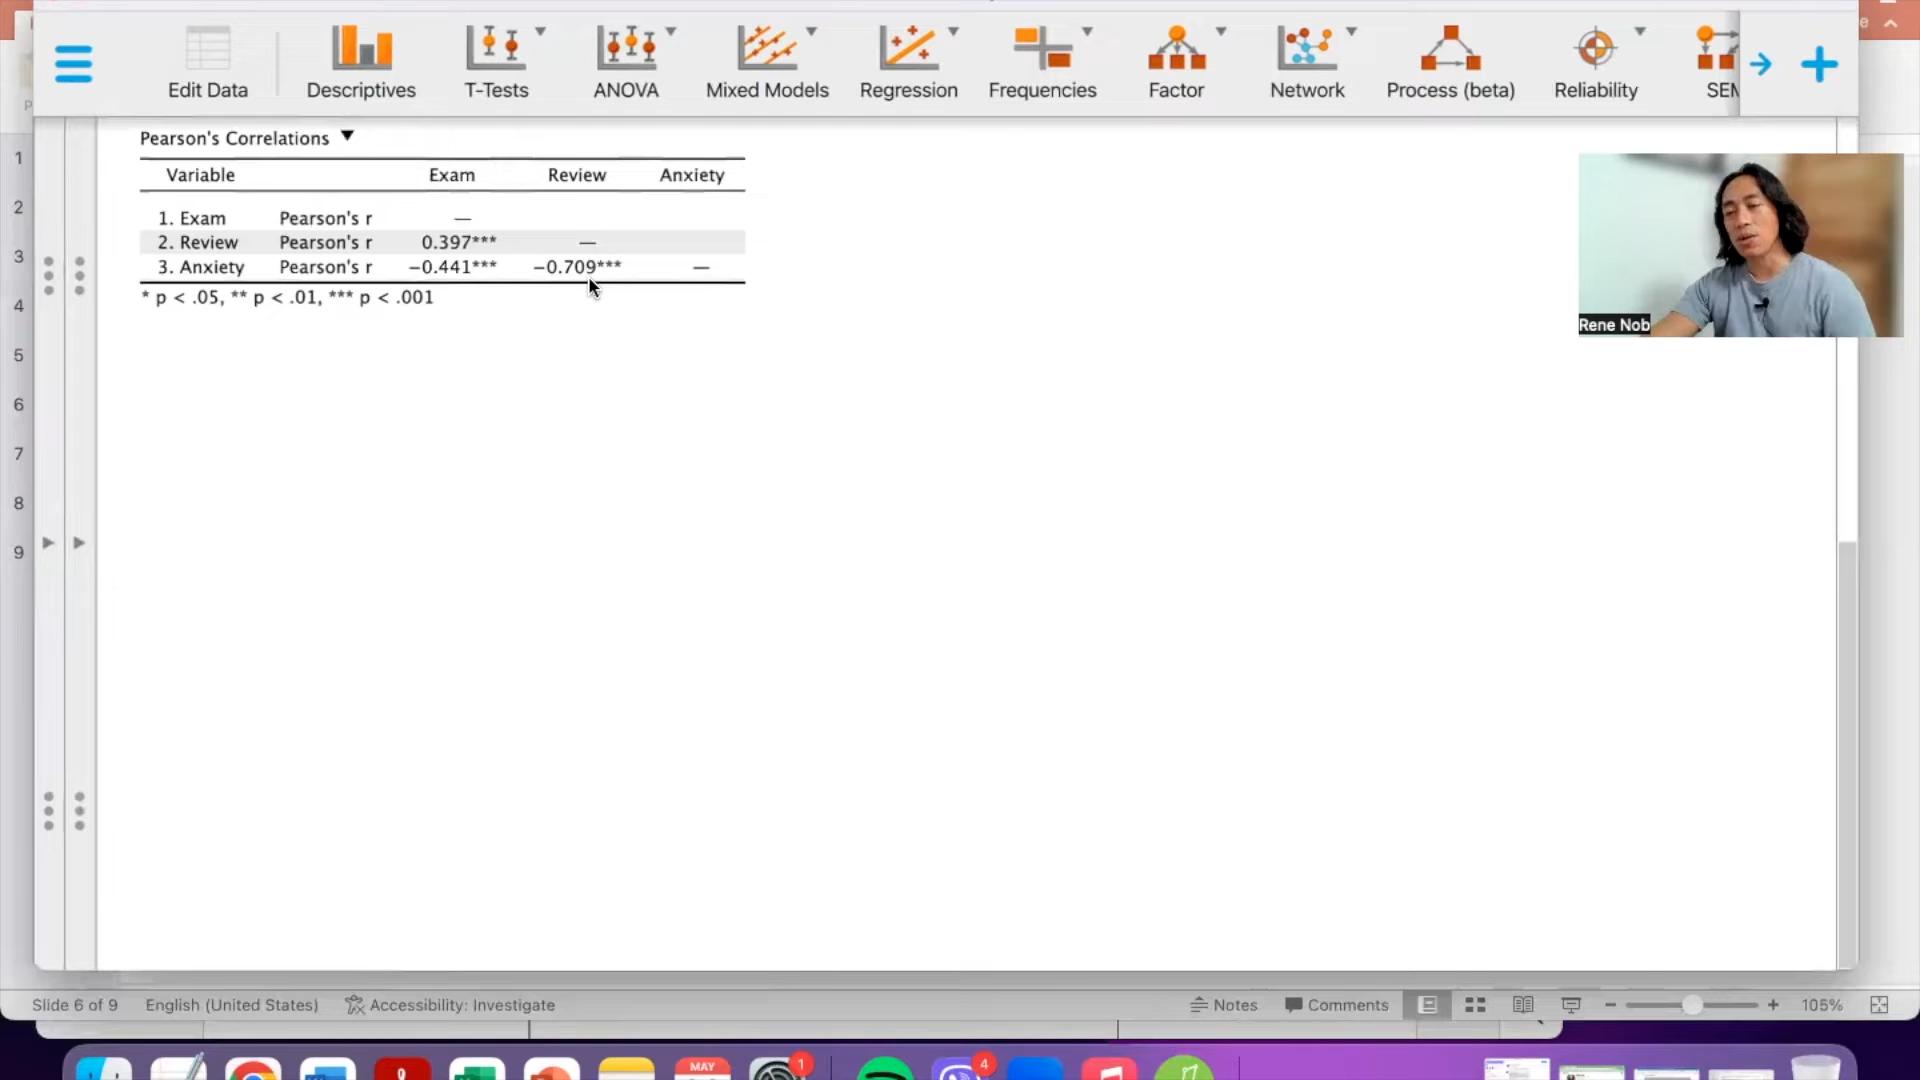 Edit Data
Descriptives
T-Tests
ANOVA
Mixed Models
Regression
Frequencies
Factor
Network
Process (beta)
Reliability
SEM
Pearson's Correlations
Variable Exam Review Anxiety
1. Exam Pearson's r —
2. Review Pearson's r 0.397*** —
3. Anxiety Pearson's r −0.441*** −0.709*** —
* p < .05, ** p < .01, *** p < .001
Rene Nob
1
2
3
4
5
6
7
8
9
Slide 6 of 9 English (United States) Accessibility: Investigate Notes Comments 105%
MAY
1
4